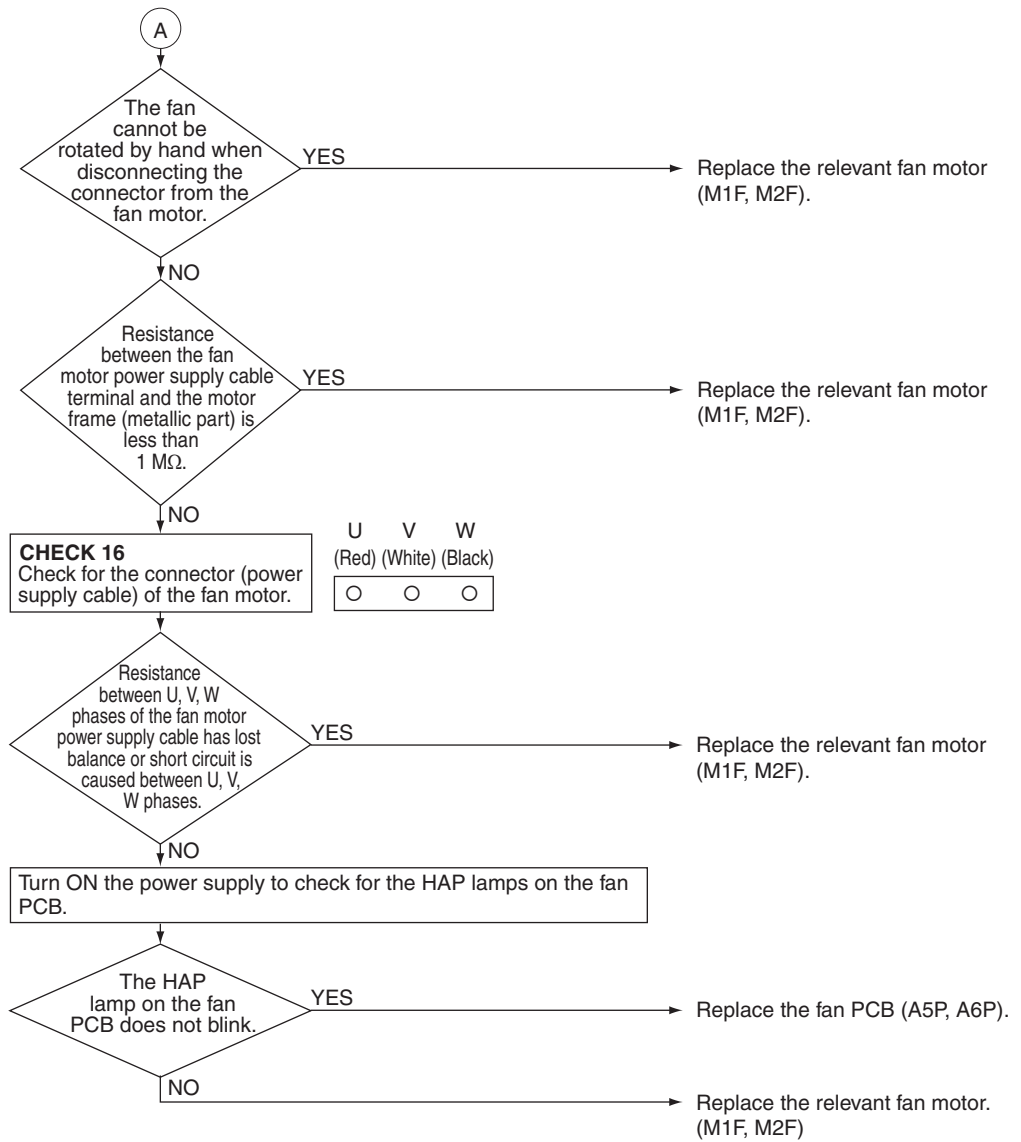 A
The fan
cannot be
rotated by hand when
disconnecting the
connector from the
fan motor.
YES
Replace the relevant fan motor
(M1F, M2F).
NO
Resistance
between the fan
motor power supply cable
terminal and the motor
frame (metallic part) is
less than
1 MΩ.
YES
Replace the relevant fan motor
(M1F, M2F).
NO
CHECK 16
Check for the connector (power
supply cable) of the fan motor.
U V W
(Red) (White) (Black)
Resistance
between U, V, W
phases of the fan motor
power supply cable has lost
balance or short circuit is
caused between U, V,
W phases.
YES
Replace the relevant fan motor
(M1F, M2F).
NO
Turn ON the power supply to check for the HAP lamps on the fan
PCB.
The HAP
lamp on the fan
PCB does not blink.
YES
Replace the fan PCB (A5P, A6P).
NO
Replace the relevant fan motor.
(M1F, M2F)